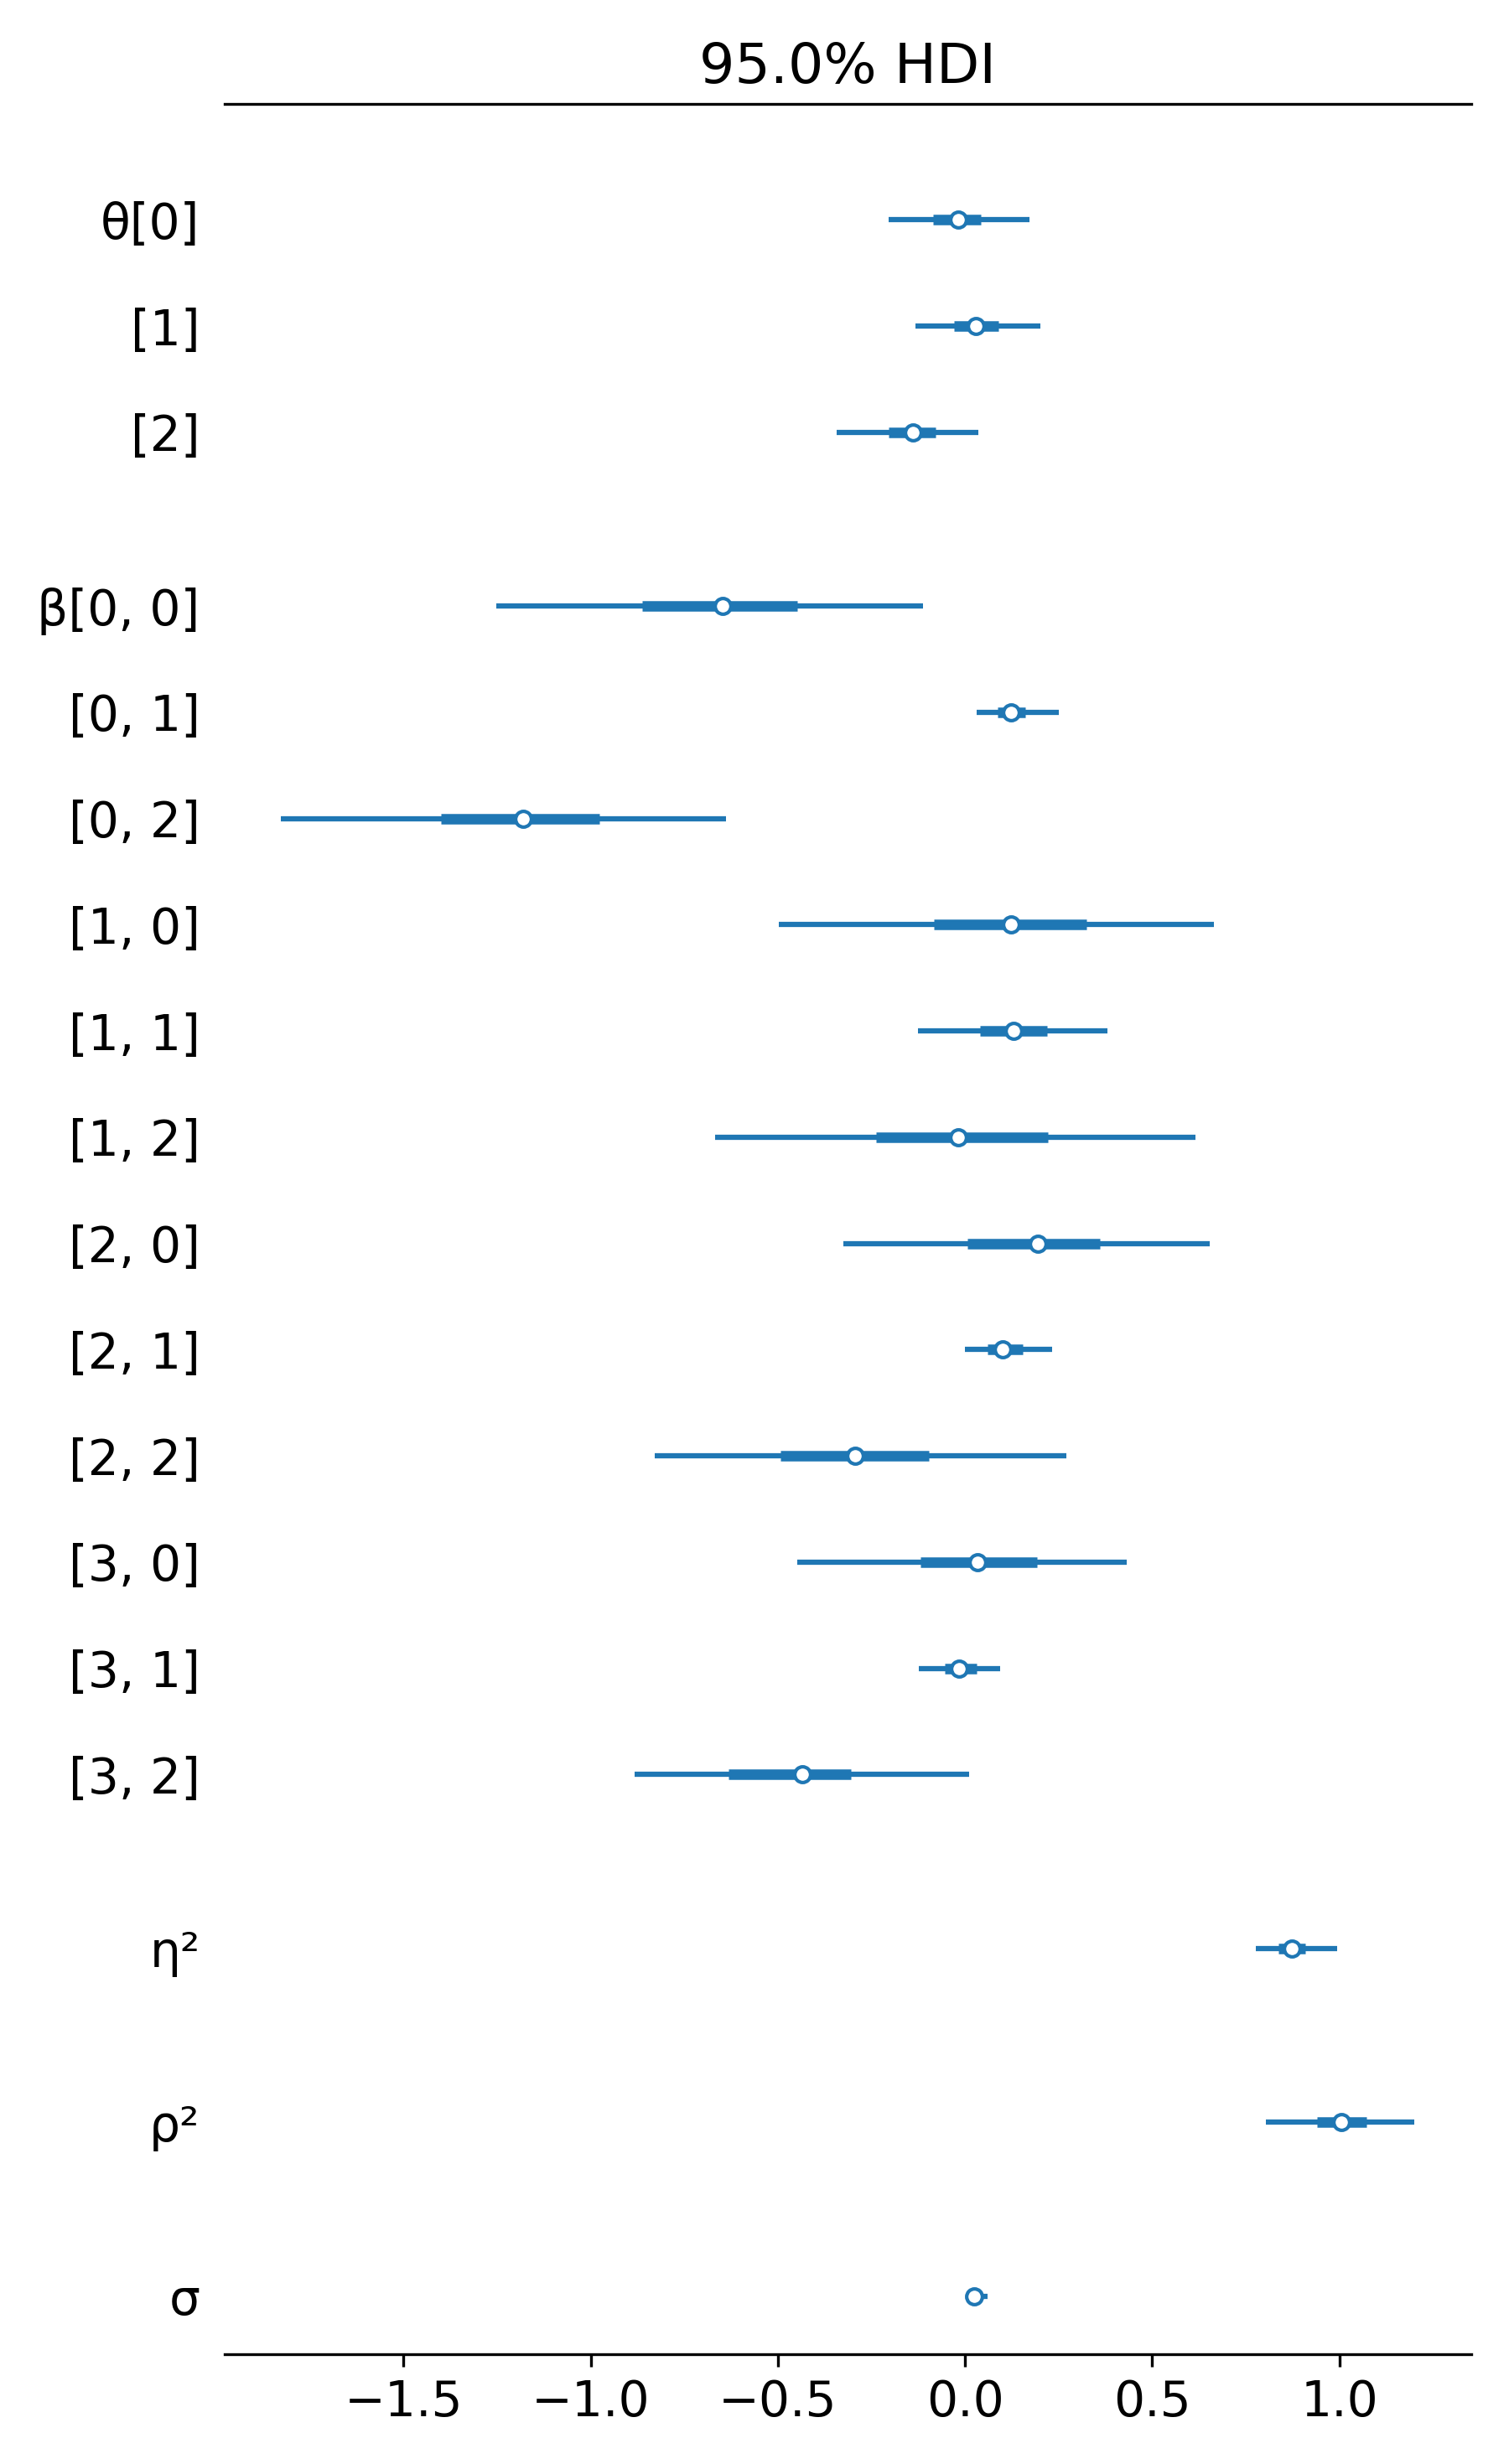 95.0% HDI
θ[0]
[1]
[2]
β[0, 0]
[0, 1]
[0, 2]
[1, 0]
[1, 1]
[1, 2]
[2, 0]
[2, 1]
[2, 2]
[3, 0]
[3, 1]
[3, 2]
η²
ρ²
σ
−1.5 −1.0 −0.5 0.0 0.5 1.0